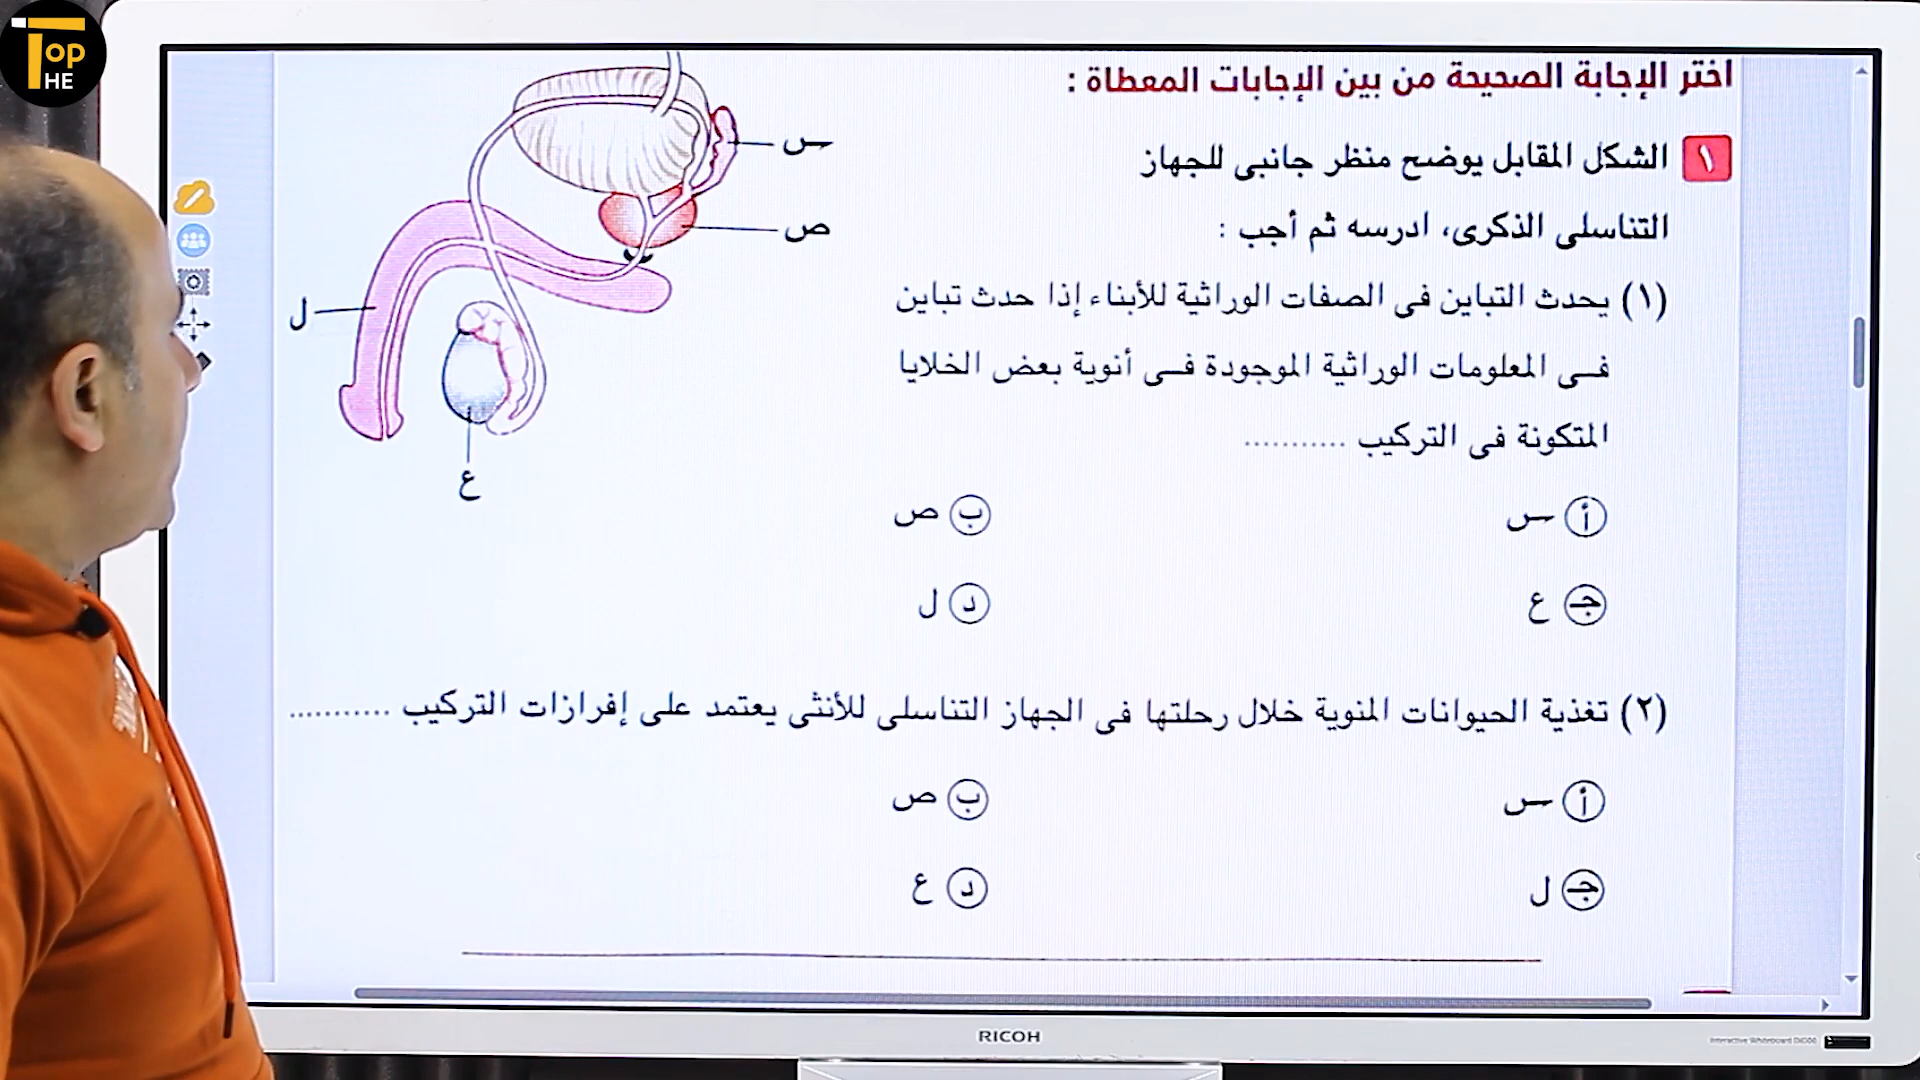 TOP
THE
اختر الإجابة الصحيحة من بين الإجابات المعطاة :
١ الشكل المقابل يوضح منظر جانبى للجهاز
التناسلى الذكرى، ادرسه ثم أجب :
(١) يحدث التباين فى الصفات الوراثية للأبناء إذا حدث تباين
فى المعلومات الوراثية الموجودة فى أنوية بعض الخلايا
المتكونة فى التركيب ...........
أ س
ب ص
جـ ع
د ل
س
ص
ل
ع
(٢) تغذية الحيوانات المنوية خلال رحلتها فى الجهاز التناسلى للأنثى يعتمد على إفرازات التركيب ...........
أ س
ب ص
جـ ل
د ع
RICOH
Interactive Whiteboard